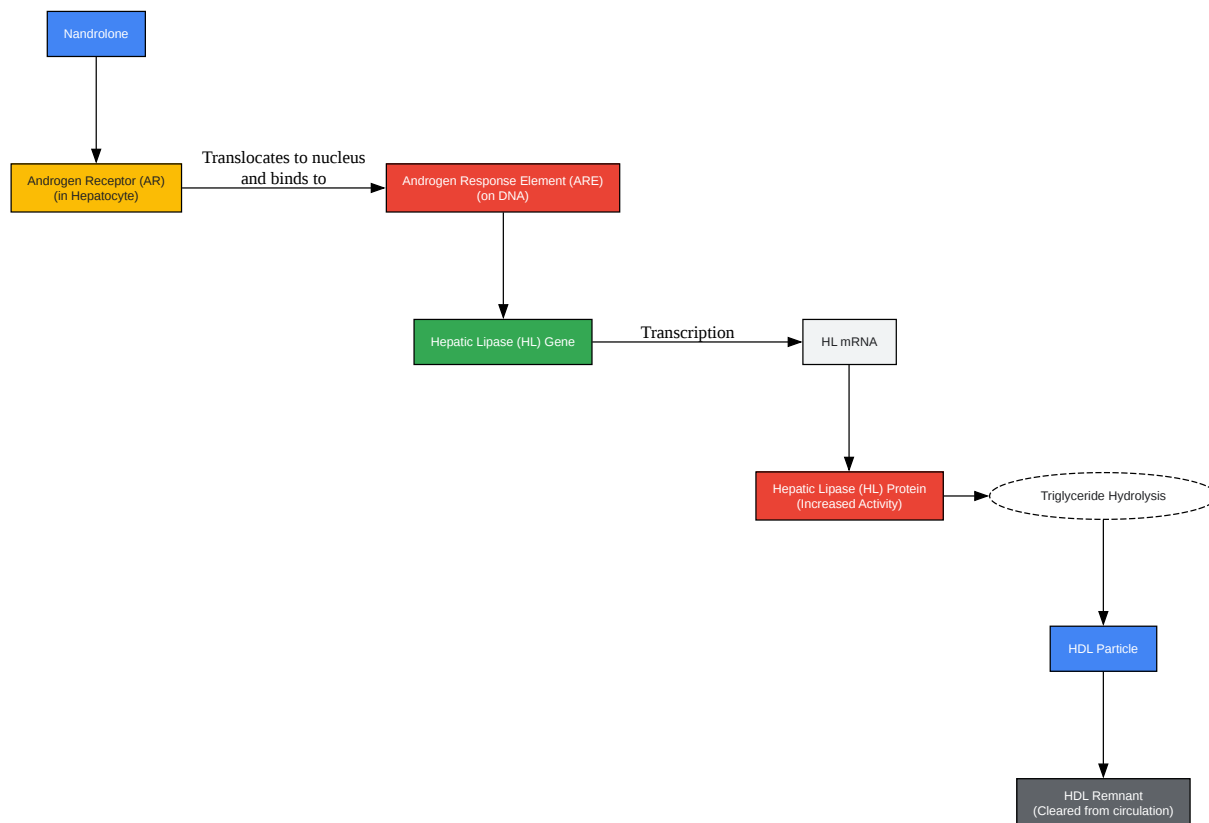 Nandrolone
Androgen Receptor (AR)
(in Hepatocyte)
Translocates to nucleus
and binds to
Androgen Response Element (ARE)
(on DNA)
Hepatic Lipase (HL) Gene
Transcription
HL mRNA
Hepatic Lipase (HL) Protein
(Increased Activity)
Triglyceride Hydrolysis
HDL Particle
HDL Remnant
(Cleared from circulation)